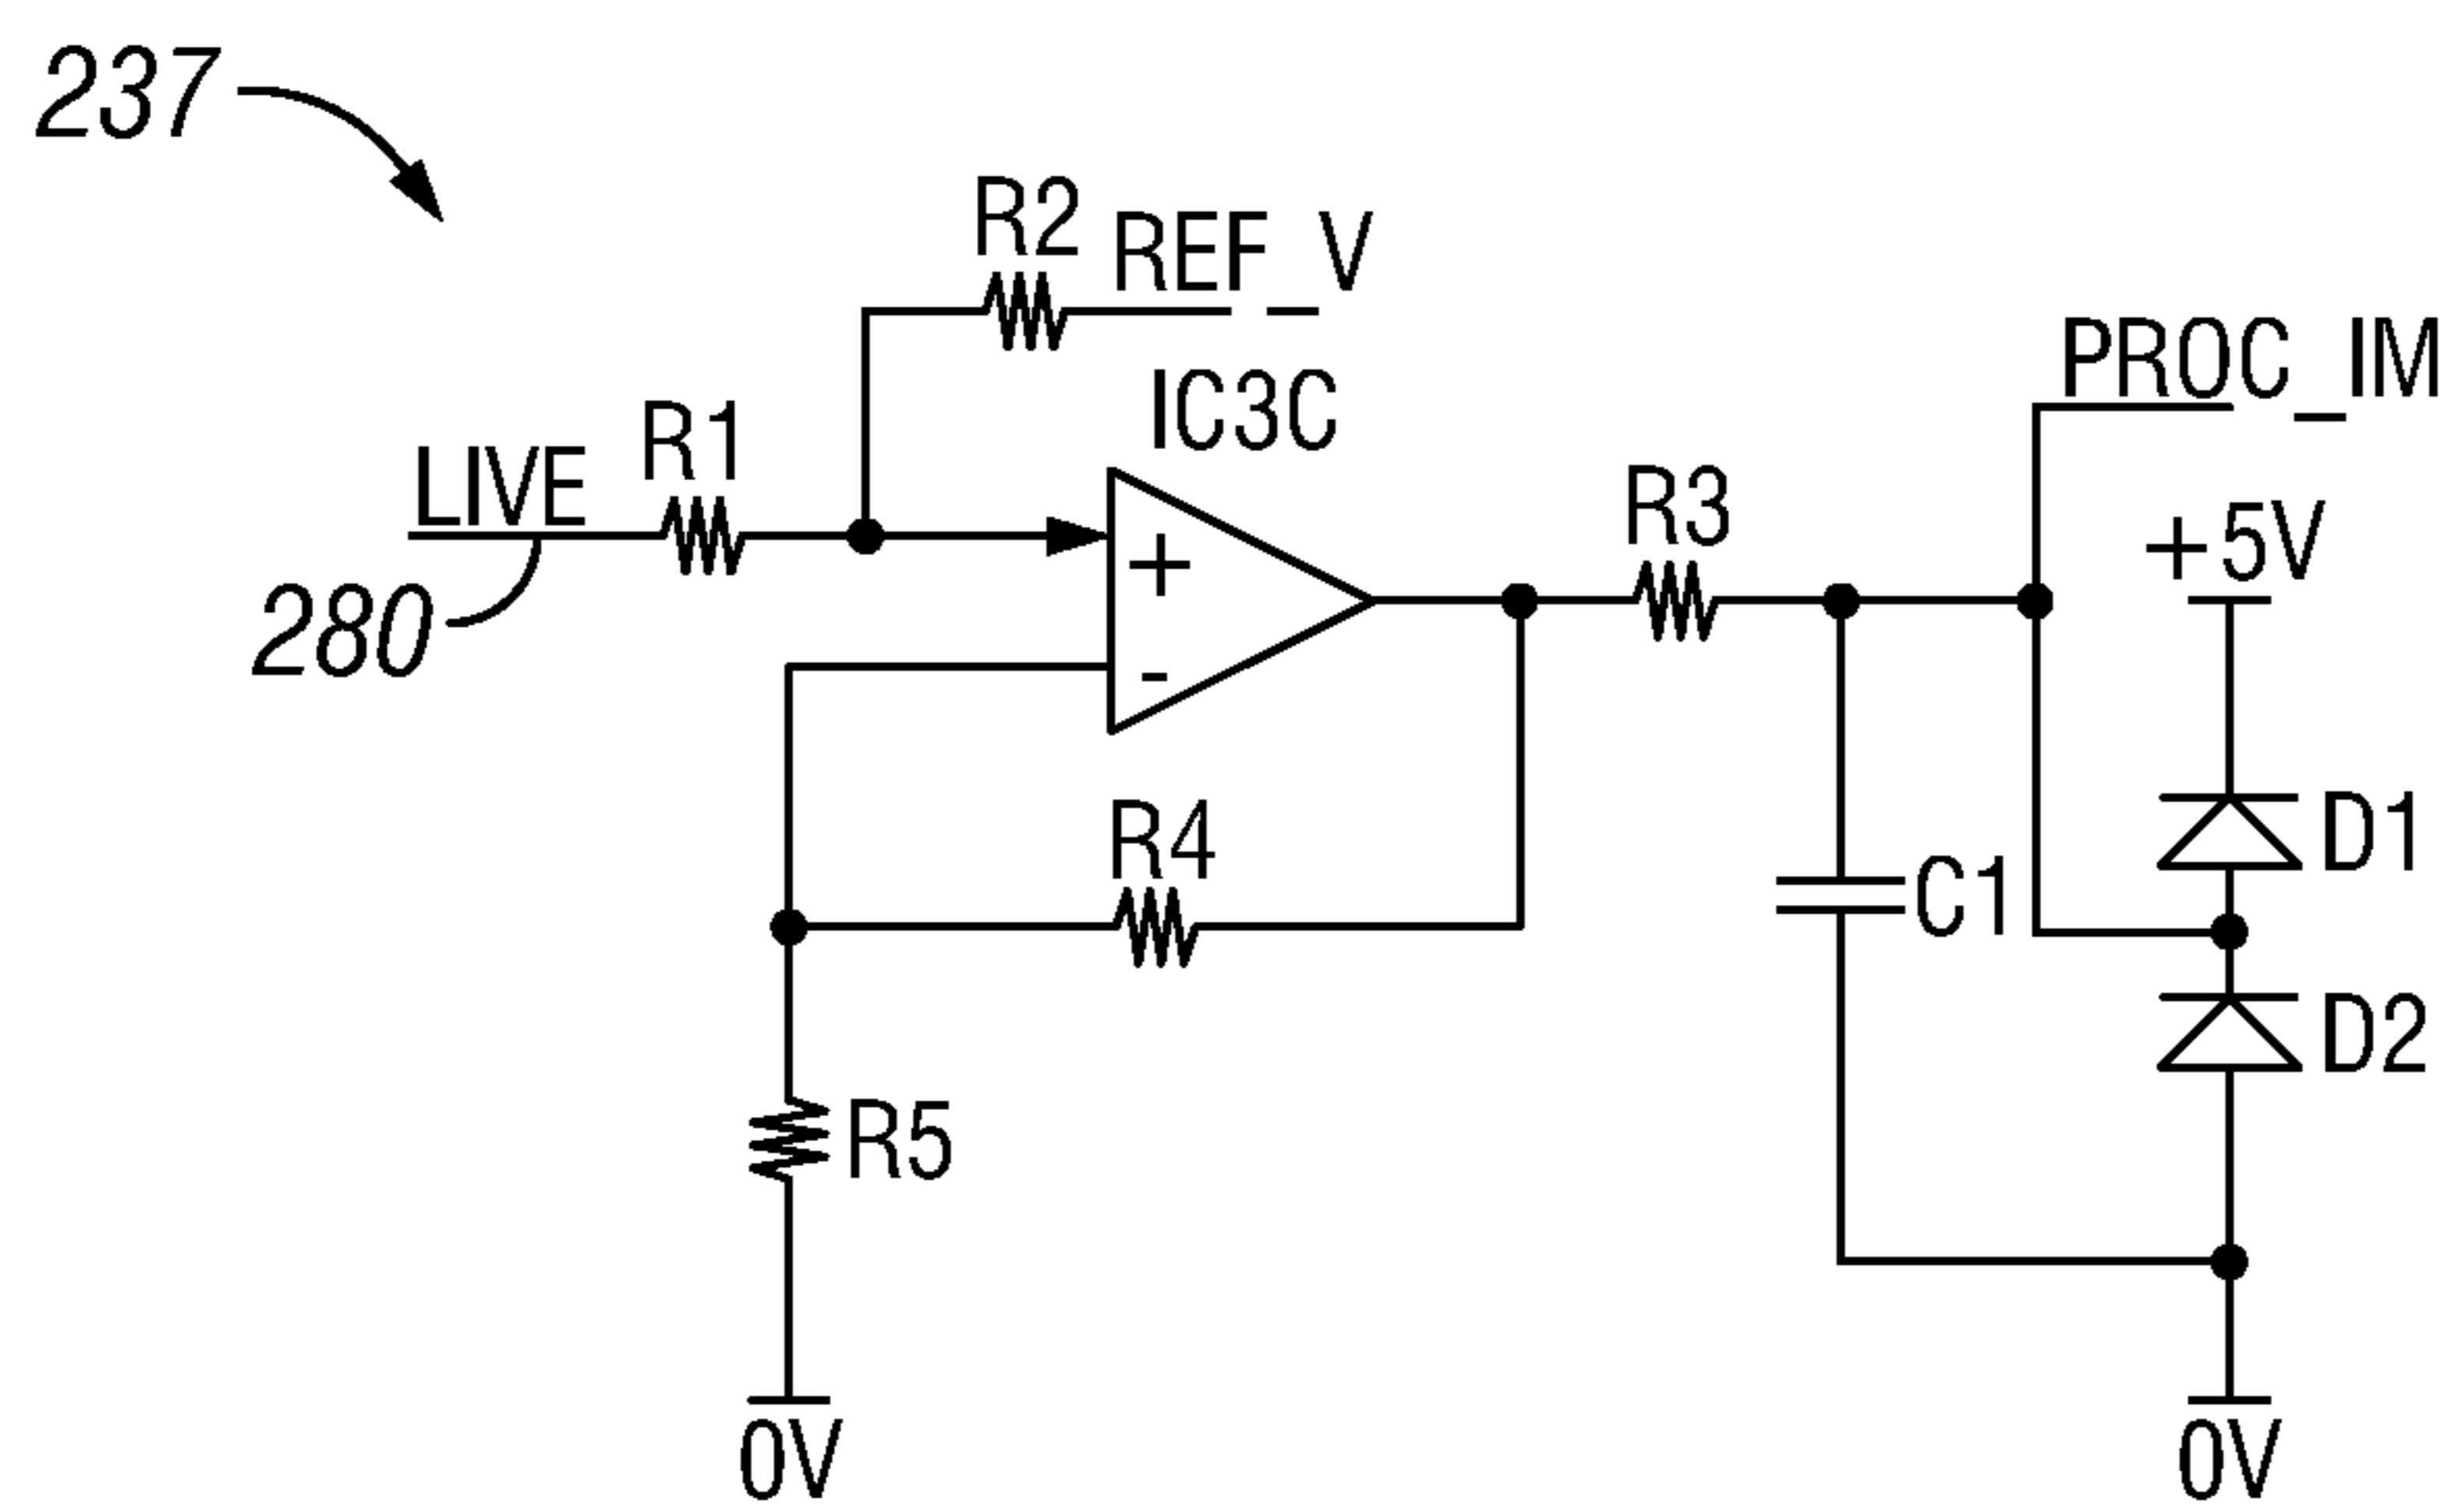 237
R2
REF_V
PROC_IM
IC3C
R1
LIVE
R3
+5V
+
280
-
R4
D1
C1
D2
R5
0V
0V